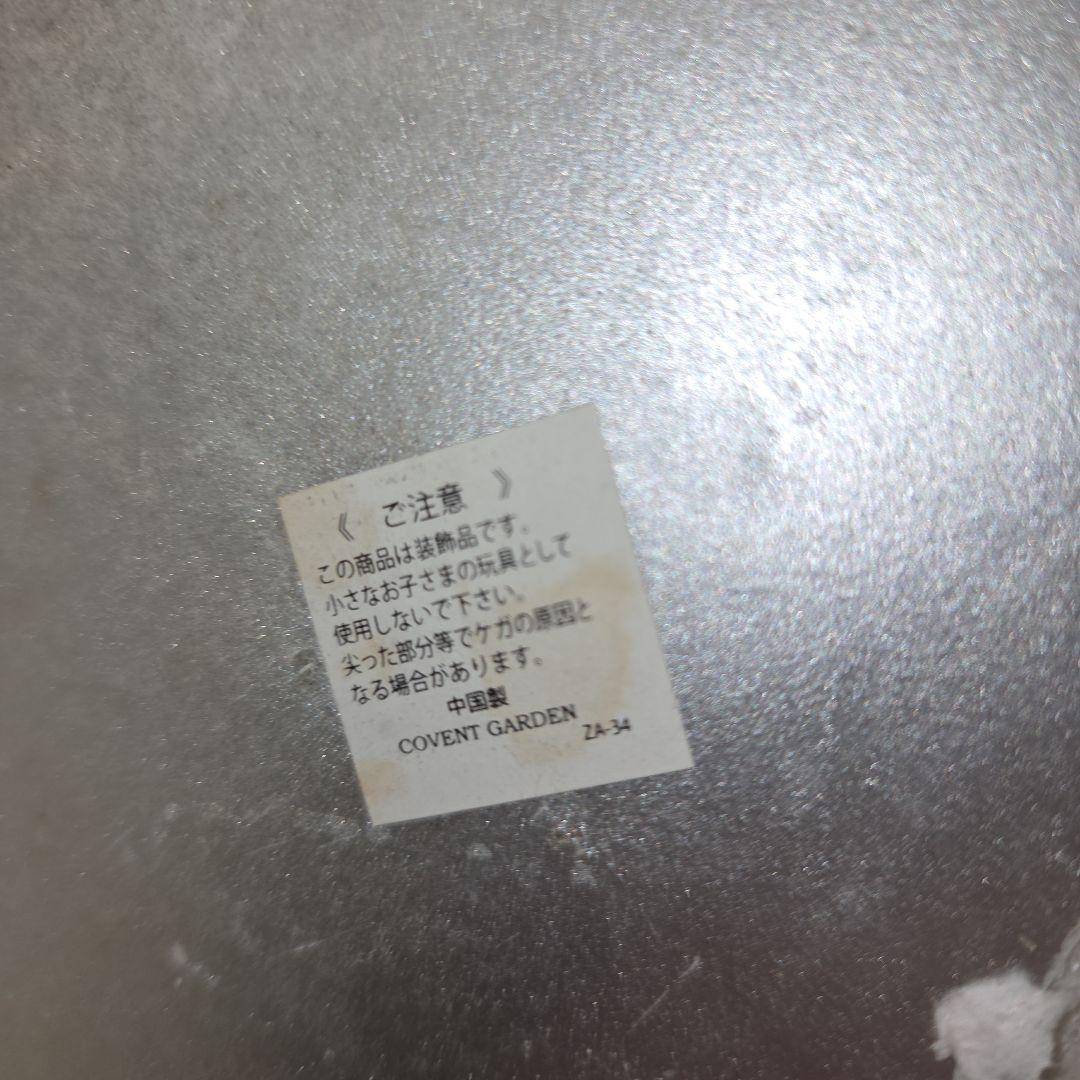 《 ご注意 》
この商品は装飾品です。
小さなお子さまの玩具として
使用しないで下さい。
尖った部分等でケガの原因と
なる場合があります。
中国製
COVENT GARDEN
ZA-34